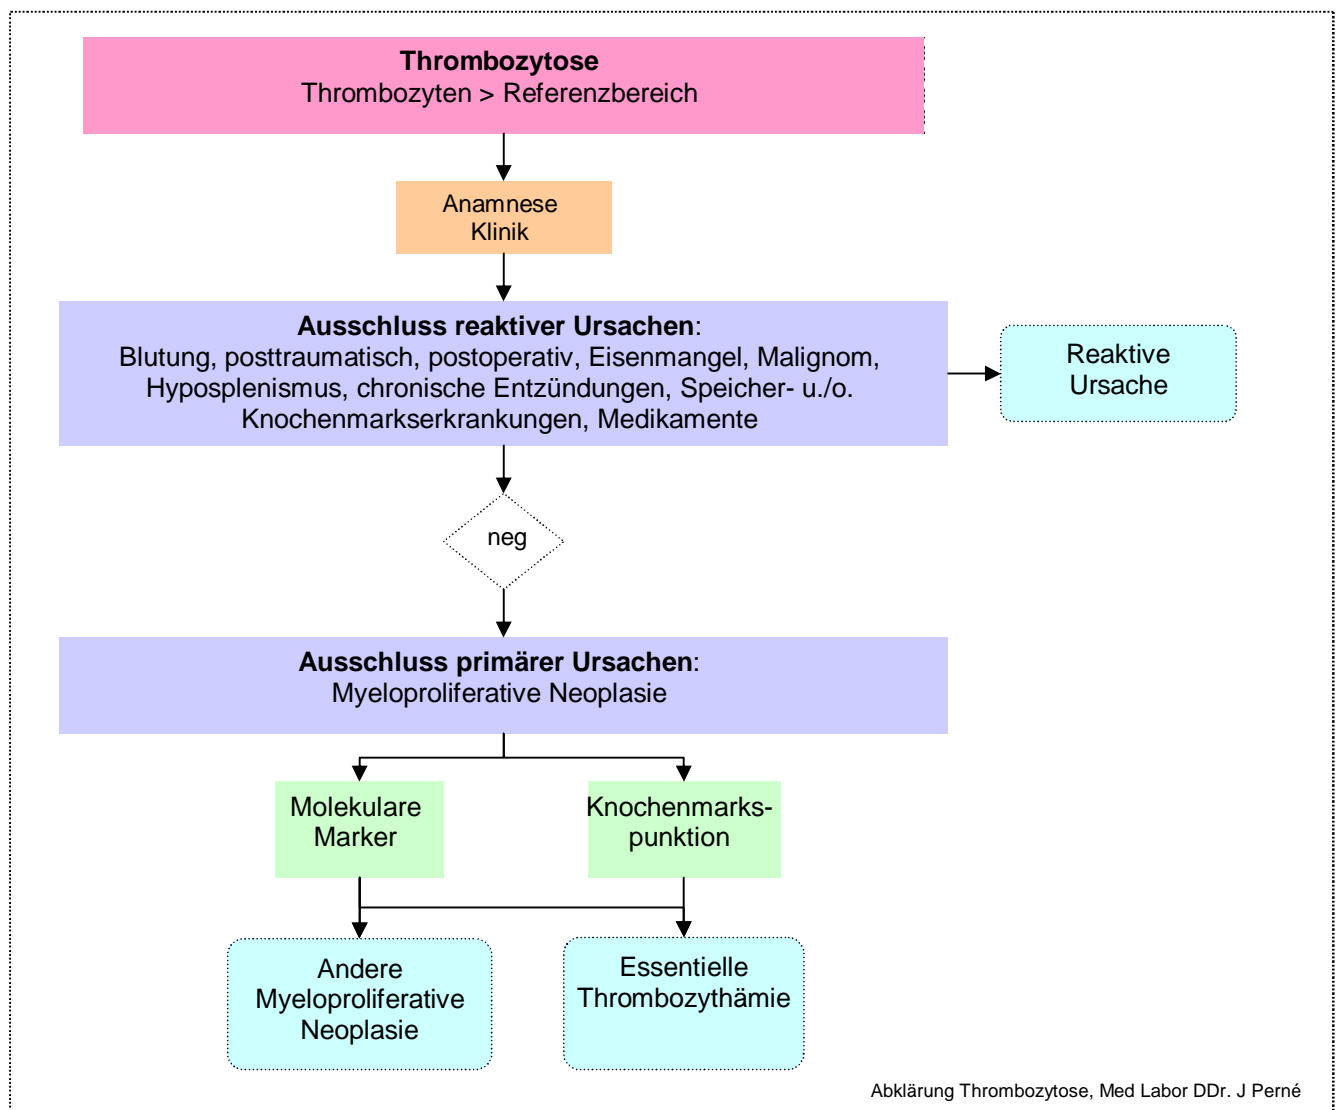 Thrombozytose
Thrombozyten > Referenzbereich
Anamnese
Klinik
Ausschluss reaktiver Ursachen:
Blutung, posttraumatisch, postoperativ, Eisenmangel, Malignom,
Hyposplenismus, chronische Entzündungen, Speicher- u./o.
Knochenmarkserkrankungen, Medikamente
Reaktive
Ursache
neg
Ausschluss primärer Ursachen:
Myeloproliferative Neoplasie
Molekulare
Marker
Knochenmarks-
punktion
Andere
Myeloproliferative
Neoplasie
Essentielle
Thrombozythämie
Abklärung Thrombozytose, Med Labor DDr. J Perné